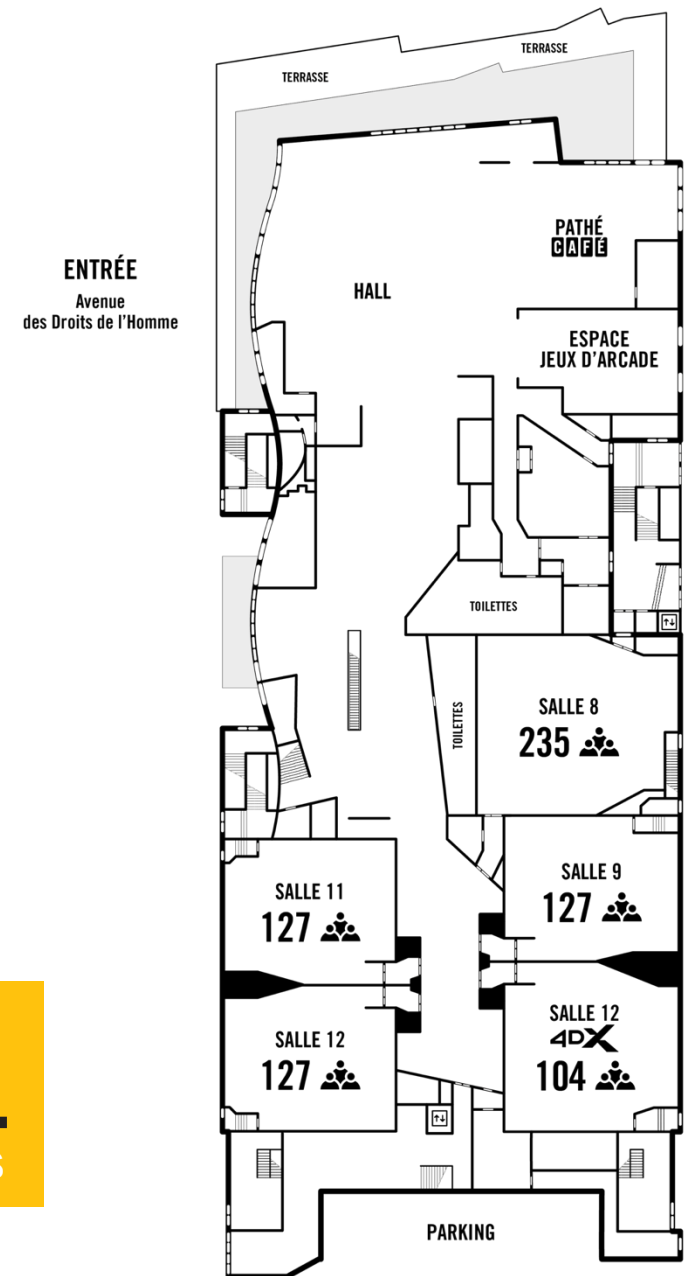 TERRASSE
TERRASSE
ENTRÉE
Avenue
des Droits de l'Homme
HALL
PATHÉ
CAFÉ
ESPACE
JEUX D'ARCADE
TOILETTES
TOILETTES
SALLE 8
235
SALLE 11
127
SALLE 9
127
SALLE 12
127
SALLE 12
4DX
104
PARKING
S